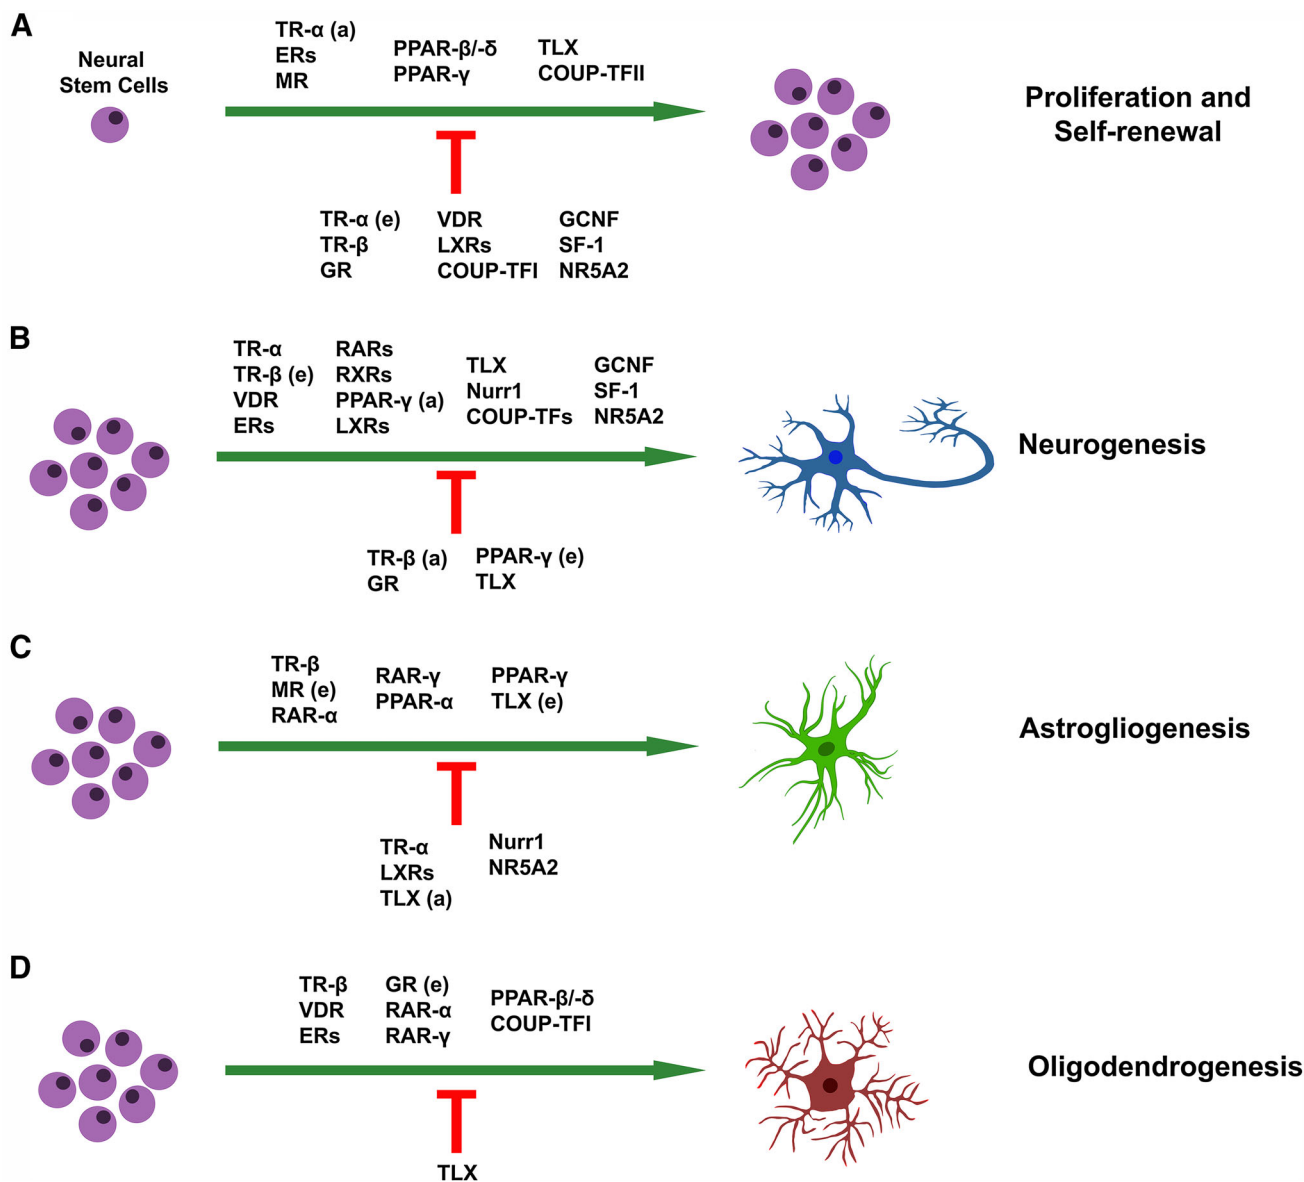 A
Neural
Stem Cells
TR-α (a)
ERs
MR
PPAR-β/-δ
PPAR-γ
TLX
COUP-TFII
Proliferation and
Self-renewal
TR-α (e)
TR-β
GR
VDR
LXRs
COUP-TFI
GCNF
SF-1
NR5A2
B
TR-α
TR-β (e)
VDR
ERs
RARs
RXRs
PPAR-γ (a)
LXRs
TLX
Nurr1
COUP-TFs
GCNF
SF-1
NR5A2
Neurogenesis
TR-β (a)
GR
PPAR-γ (e)
TLX
C
TR-β
MR (e)
RAR-α
RAR-γ
PPAR-α
PPAR-γ
TLX (e)
Astrogliogenesis
TR-α
LXRs
TLX (a)
Nurr1
NR5A2
D
TR-β
VDR
ERs
GR (e)
RAR-α
RAR-γ
PPAR-β/-δ
COUP-TFI
Oligodendrogenesis
TLX